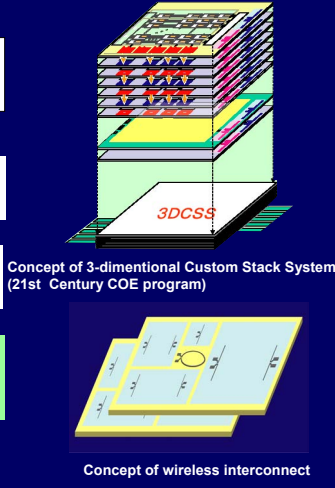 3DCSS
Concept of 3-dimentional Custom Stack System
(21st Century COE program)
Concept of wireless interconnect